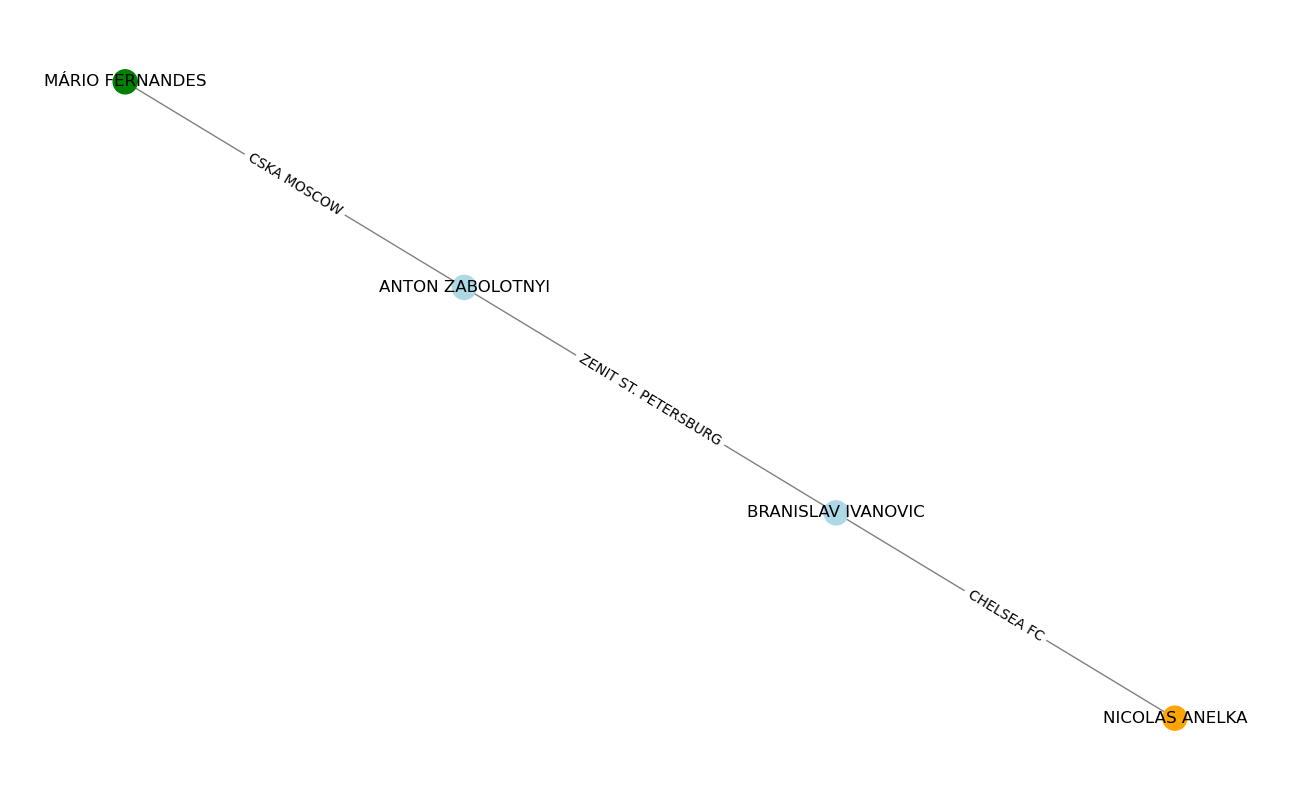 MÁRIO FERNANDES
CSKA MOSCOW
ANTON ZABOLOTNYI
ZENIT ST. PETERSBURG
BRANISLAV IVANOVIC
CHELSEA FC
NICOLAS ANELKA